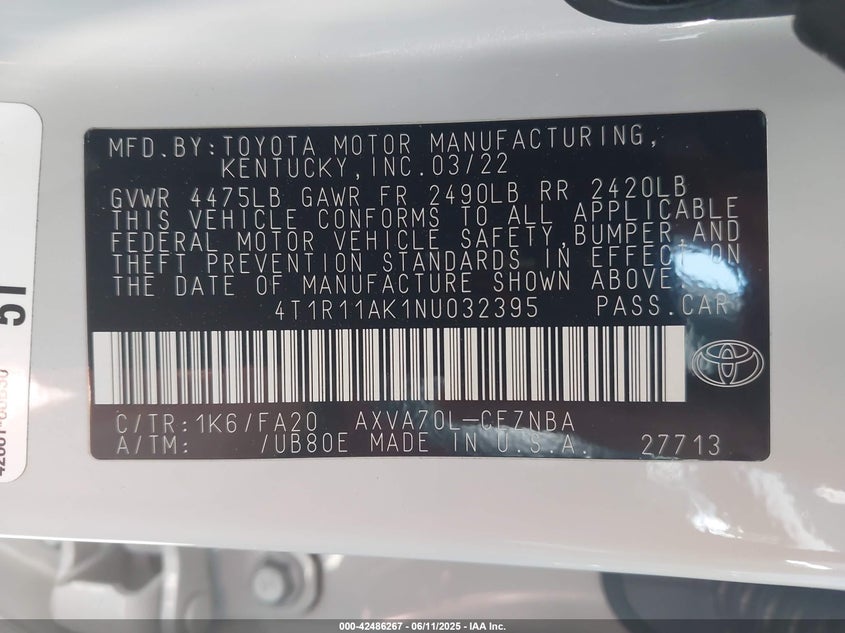 MFD.BY:TOYOTA MOTOR MANUFACTURING,
KENTUCKY,INC.03/22
GVWR 4475LB GAWR FR 2490LB RR 2420LB
THIS VEHICLE CONFORMS TO ALL APPLICABLE
FEDERAL MOTOR VEHICLE SAFETY,BUMPER,AND
THEFT PREVENTION STANDARDS IN EFFECT ON
THE DATE OF MANUFACTURE SHOWN ABOVE.
4T1R11AK1NU032395 PASS.CAR
C/TR:1K6/FA20 AXVA70L-CEZNBA
A/TM: /UB80E MADE IN U.S.A. 27713
51
000-42486267 - 06/11/2025 - IAA Inc.